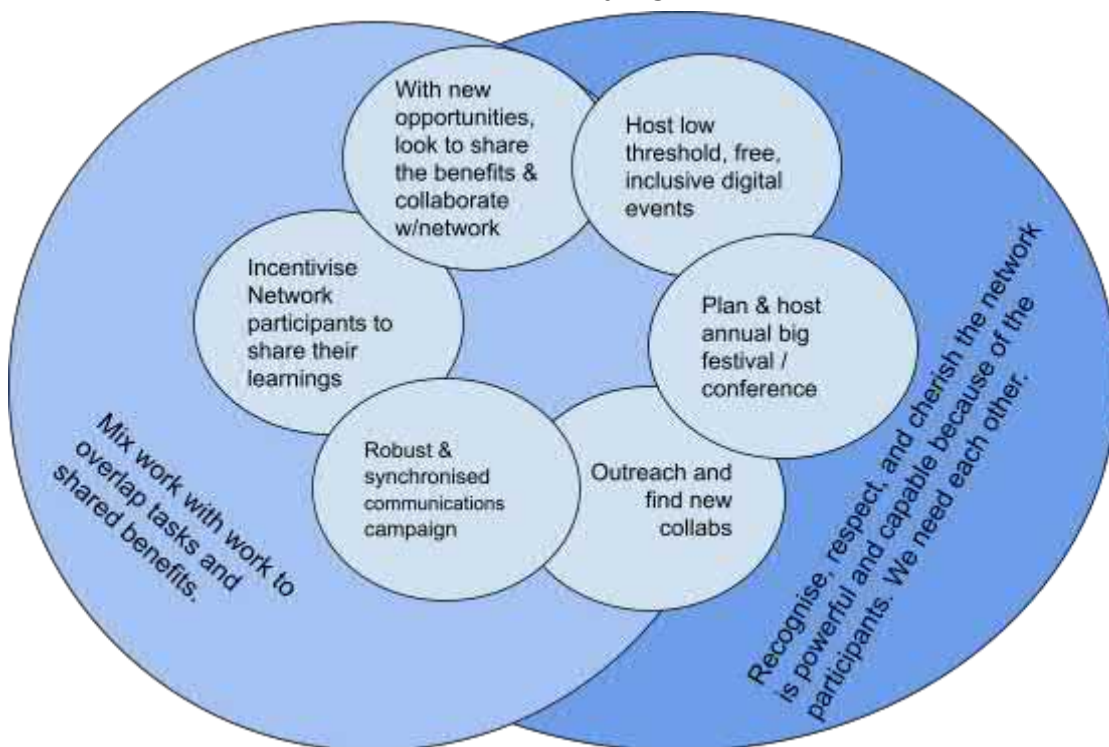 With new
opportunities,
look to share
the benefits &
collaborate
w/network
Host low
threshold, free,
inclusive digital
events
Plan & host
annual big
festival /
conference
Outreach and
find new
collabs
Robust &
synchronised
communications
campaign
Incentivise
Network
participants to
share their
learnings
Mix work with work to
overlap tasks and
shared benefits.
Recognise, respect, and cherish the network
is powerful and capable because of the
participants. We need each other.